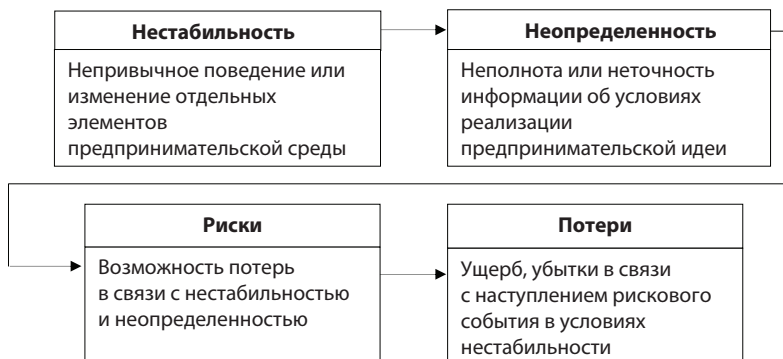 Нестабильность
Непривычное поведение или
изменение отдельных
элементов
предпринимательской среды
Неопределенность
Неполнота или неточность
информации об условиях
реализации
предпринимательской идеи
Риски
Возможность потерь
в связи с нестабильностью
и неопределенностью
Потери
Ущерб, убытки в связи
с наступлением рискового
события в условиях
нестабильности